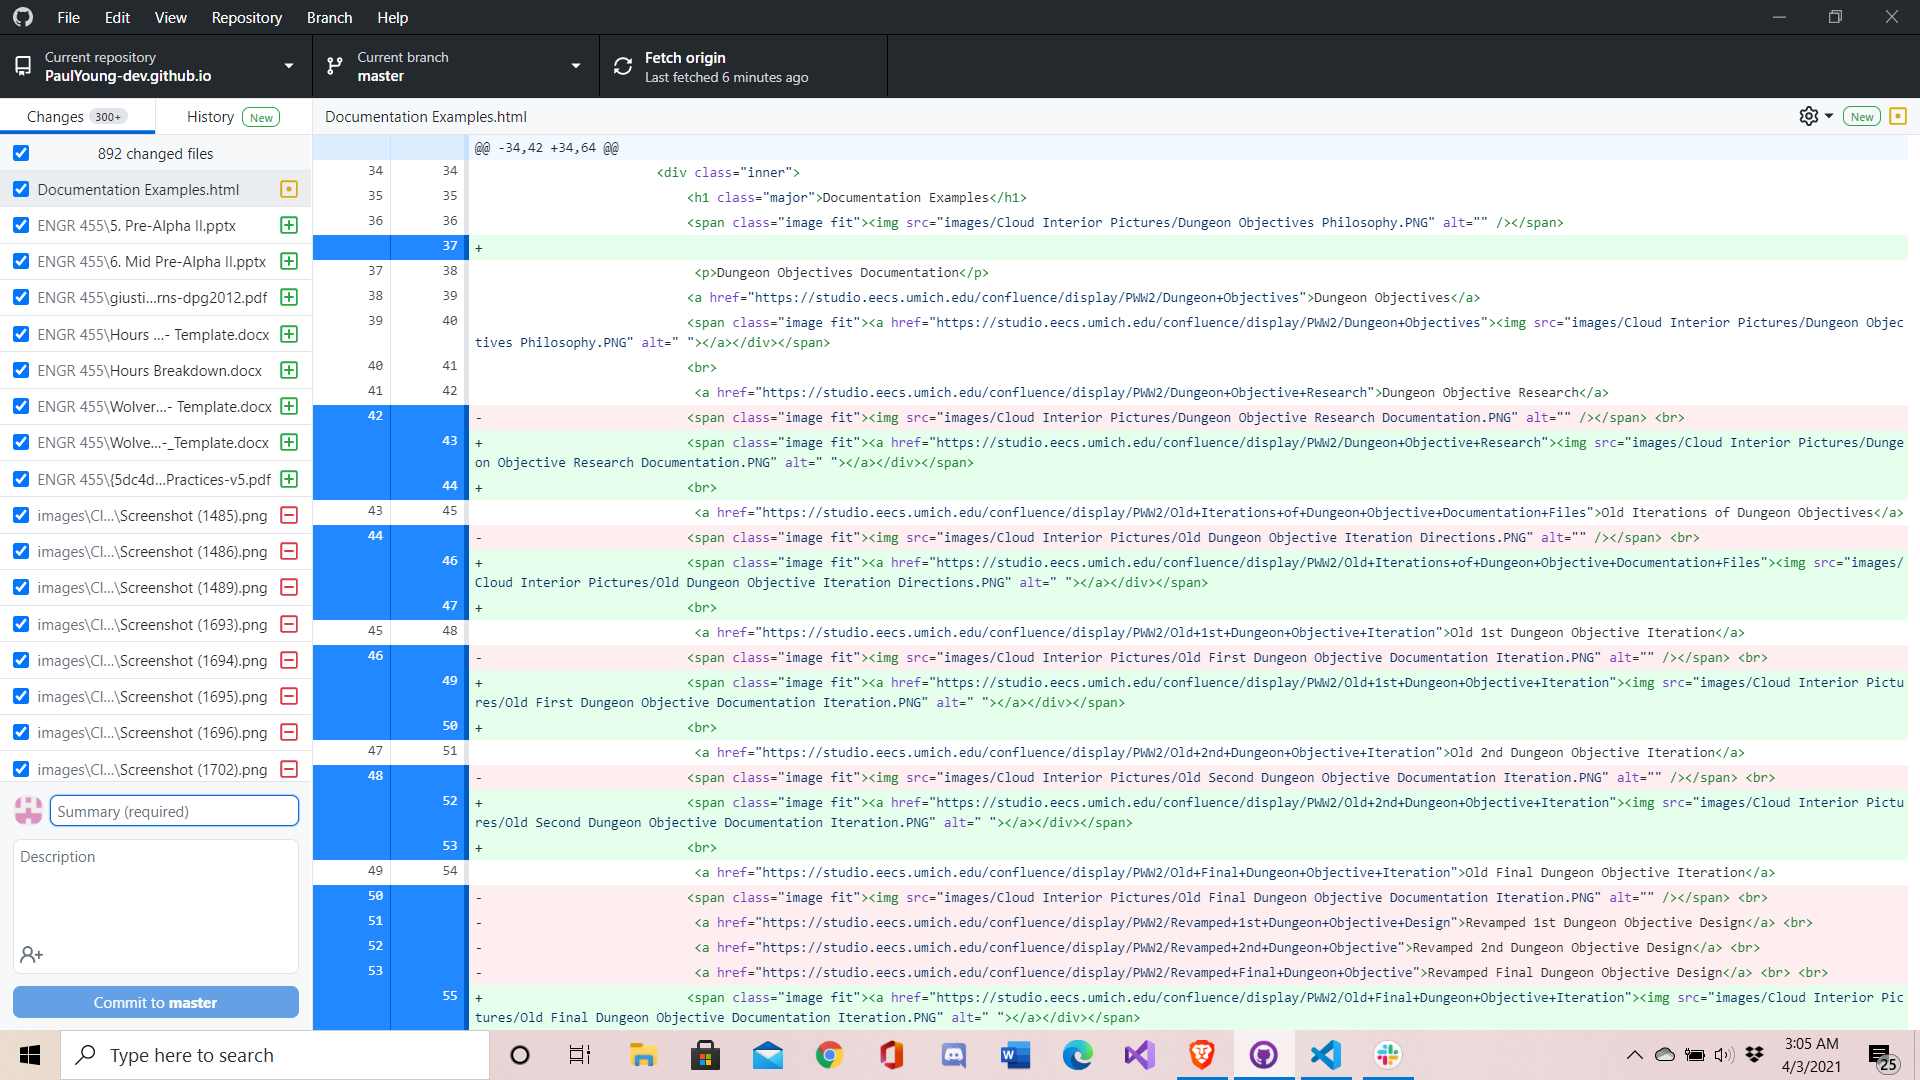 File Edit View Repository Branch Help
Current repository
PaulYoung-dev.github.io
Current branch
master
Fetch origin
Last fetched 6 minutes ago
Changes 300+
History New
Documentation Examples.html
New
892 changed files
Documentation Examples.html
ENGR 455\5. Pre-Alpha II.pptx
ENGR 455\6. Mid Pre-Alpha II.pptx
ENGR 455\giusti...rns-dpg2012.pdf
ENGR 455\Hours ...- Template.docx
ENGR 455\Hours Breakdown.docx
ENGR 455\Wolver...- Template.docx
ENGR 455\Wolve...-_Template.docx
ENGR 455\{5dc4d...Practices-v5.pdf
images\Cl...\Screenshot (1485).png
images\Cl...\Screenshot (1486).png
images\Cl...\Screenshot (1489).png
images\Cl...\Screenshot (1693).png
images\Cl...\Screenshot (1694).png
images\Cl...\Screenshot (1695).png
images\Cl...\Screenshot (1696).png
images\Cl...\Screenshot (1702).png
Summary (required)
Description
Commit to master
@@ -34,42 +34,64 @@
34 34 <div class="inner">
35 35 <h1 class="major">Documentation Examples</h1>
36 36 <span class="image fit"><img src="images/Cloud Interior Pictures/Dungeon Objectives Philosophy.PNG" alt="" /></span>
37 +
37 38 <p>Dungeon Objectives Documentation</p>
38 39 <a href="https://studio.eecs.umich.edu/confluence/display/PWW2/Dungeon+Objectives">Dungeon Objectives</a>
39 40 <span class="image fit"><a href="https://studio.eecs.umich.edu/confluence/display/PWW2/Dungeon+Objectives"><img src="images/Cloud Interior Pictures/Dungeon Objec
tives Philosophy.PNG" alt=" "></a></div></span>
40 41 <br>
41 42 <a href="https://studio.eecs.umich.edu/confluence/display/PWW2/Dungeon+Objective+Research">Dungeon Objective Research</a>
42 - <span class="image fit"><img src="images/Cloud Interior Pictures/Dungeon Objective Research Documentation.PNG" alt="" /></span> <br>
43 + <span class="image fit"><a href="https://studio.eecs.umich.edu/confluence/display/PWW2/Dungeon+Objective+Research"><img src="images/Cloud Interior Pictures/Dunge
on Objective Research Documentation.PNG" alt=" "></a></div></span>
44 + <br>
43 45 <a href="https://studio.eecs.umich.edu/confluence/display/PWW2/Old+Iterations+of+Dungeon+Objective+Documentation+Files">Old Iterations of Dungeon Objectives</a>
44 - <span class="image fit"><img src="images/Cloud Interior Pictures/Old Dungeon Objective Iteration Directions.PNG" alt="" /></span> <br>
46 + <span class="image fit"><a href="https://studio.eecs.umich.edu/confluence/display/PWW2/Old+Iterations+of+Dungeon+Objective+Documentation+Files"><img src="images/
Cloud Interior Pictures/Old Dungeon Objective Iteration Directions.PNG" alt=" "></a></div></span>
47 + <br>
45 48 <a href="https://studio.eecs.umich.edu/confluence/display/PWW2/Old+1st+Dungeon+Objective+Iteration">Old 1st Dungeon Objective Iteration</a>
46 - <span class="image fit"><img src="images/Cloud Interior Pictures/Old First Dungeon Objective Documentation Iteration.PNG" alt="" /></span> <br>
49 + <span class="image fit"><a href="https://studio.eecs.umich.edu/confluence/display/PWW2/Old+1st+Dungeon+Objective+Iteration"><img src="images/Cloud Interior Pictu
res/Old First Dungeon Objective Documentation Iteration.PNG" alt=" "></a></div></span>
50 + <br>
47 51 <a href="https://studio.eecs.umich.edu/confluence/display/PWW2/Old+2nd+Dungeon+Objective+Iteration">Old 2nd Dungeon Objective Iteration</a>
48 - <span class="image fit"><img src="images/Cloud Interior Pictures/Old Second Dungeon Objective Documentation Iteration.PNG" alt="" /></span> <br>
52 + <span class="image fit"><a href="https://studio.eecs.umich.edu/confluence/display/PWW2/Old+2nd+Dungeon+Objective+Iteration"><img src="images/Cloud Interior Pictu
res/Old Second Dungeon Objective Documentation Iteration.PNG" alt=" "></a></div></span>
53 + <br>
49 54 <a href="https://studio.eecs.umich.edu/confluence/display/PWW2/Old+Final+Dungeon+Objective+Iteration">Old Final Dungeon Objective Iteration</a>
50 - <span class="image fit"><img src="images/Cloud Interior Pictures/Old Final Dungeon Objective Documentation Iteration.PNG" alt="" /></span> <br>
51 - <a href="https://studio.eecs.umich.edu/confluence/display/PWW2/Revamped+1st+Dungeon+Objective+Design">Revamped 1st Dungeon Objective Design</a> <br>
52 - <a href="https://studio.eecs.umich.edu/confluence/display/PWW2/Revamped+2nd+Dungeon+Objective">Revamped 2nd Dungeon Objective Design</a> <br>
53 - <a href="https://studio.eecs.umich.edu/confluence/display/PWW2/Revamped+Final+Dungeon+Objective">Revamped Final Dungeon Objective Design</a> <br> <br>
55 + <span class="image fit"><a href="https://studio.eecs.umich.edu/confluence/display/PWW2/Old+Final+Dungeon+Objective+Iteration"><img src="images/Cloud Interior Pic
tures/Old Final Dungeon Objective Documentation Iteration.PNG" alt=" "></a></div></span>
Type here to search
3:05 AM
4/3/2021
25